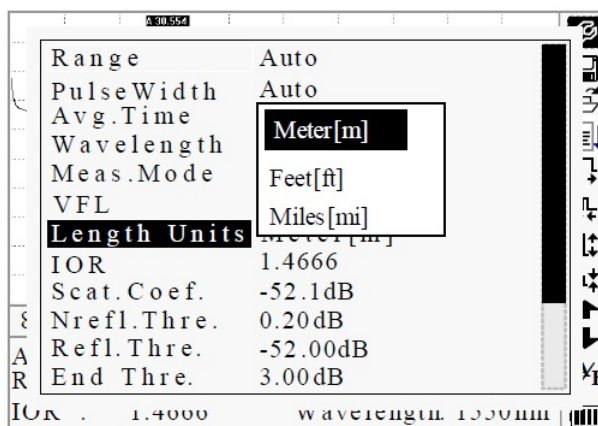 A 30.554
Range Auto
PulseWidth Auto
Avg.Time
Wavelength
Meter[m]
Meas.Mode
Feet[ft]
VFL
Miles[mi]
Length Units Meter[m]
IOR 1.4666
Scat.Coef. -52.1dB
Nrefl.Thre. 0.20dB
Refl.Thre. -52.00dB
End Thre. 3.00dB
A
R
IOR : 1.4666 Wavelength: 1550nm